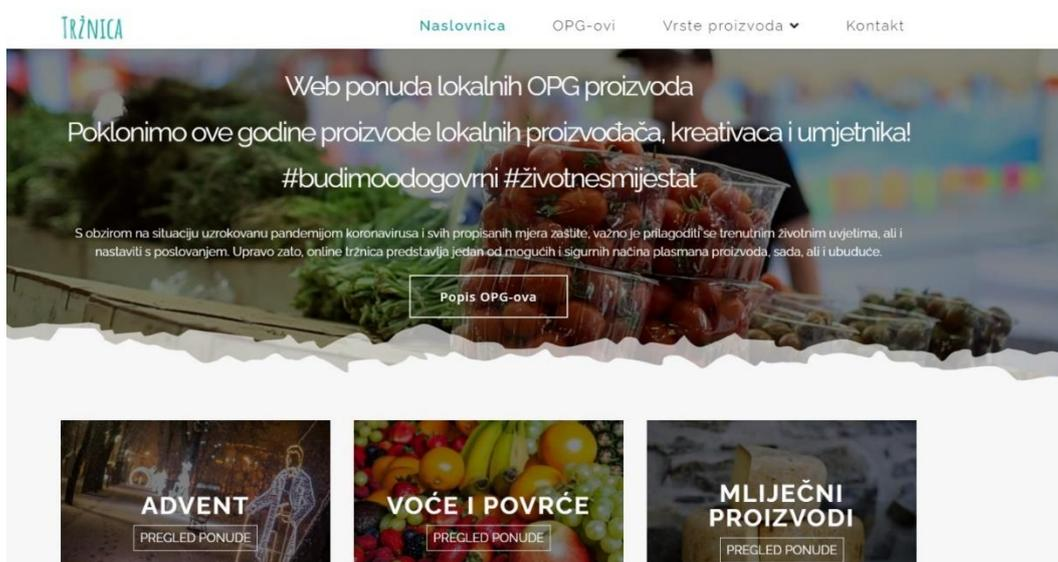 Tržnica
Naslovnica OPG-ovi Vrste proizvoda Kontakt
Web ponuda lokalnih OPG proizvoda
Poklonimo ove godine proizvode lokalnih proizvođača, kreativaca i umjetnika!
#budimoodogovrni #životnesmijestat
S obzirom na situaciju uzrokovanu pandemijom koronavirusa i svih propisanih mjera zaštite, važno je prilagoditi se trenutnim životnim uvjetima, ali i
nastaviti s poslovanjem. Upravo zato, online tržnica predstavlja jedan od mogućih i sigurnih načina plasmana proizvoda, sada, ali i ubuduće.
Popis OPG-ova
ADVENT
PREGLED PONUDE
VOĆE I POVRĆE
PREGLED PONUDE
MLIJEČNI
PROIZVODI
PREGLED PONUDE